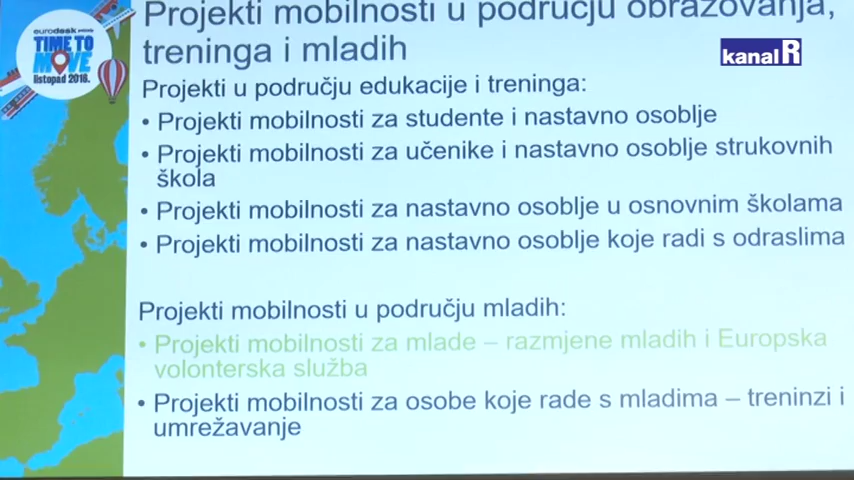 Projekti mobilnosti u području obrazovanja,
treninga i mladih
eurodesk
TIME TO
MOVE
listopad 2016.
kanal R
Projekti u području edukacije i treninga:
• Projekti mobilnosti za studente i nastavno osoblje
• Projekti mobilnosti za učenike i nastavno osoblje strukovnih
škola
• Projekti mobilnosti za nastavno osoblje u osnovnim školama
• Projekti mobilnosti za nastavno osoblje koje radi s odraslima
Projekti mobilnosti u području mladih:
• Projekti mobilnosti za mlade – razmjene mladih i Europska
volonterska služba
• Projekti mobilnosti za osobe koje rade s mladima – treninzi i
umrežavanje